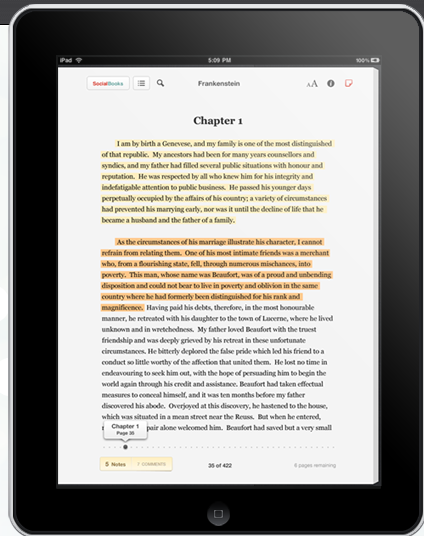 iPad 5:09 PM 100%
SocialBooks Frankenstein AA
Chapter 1
I am by birth a Genevese, and my family is one of the most distinguished
of that republic. My ancestors had been for many years counsellors and
syndics, and my father had filled several public situations with honour and
reputation. He was respected by all who knew him for his integrity and
indefatigable attention to public business. He passed his younger days
perpetually occupied by the affairs of his country; a variety of circumstances
had prevented his marrying early, nor was it until the decline of life that he
became a husband and the father of a family.
As the circumstances of his marriage illustrate his character, I cannot
refrain from relating them. One of his most intimate friends was a merchant
who, from a flourishing state, fell, through numerous mischances, into
poverty. This man, whose name was Beaufort, was of a proud and unbending
disposition and could not bear to live in poverty and oblivion in the same
country where he had formerly been distinguished for his rank and
magnificence. Having paid his debts, therefore, in the most honourable
manner, he retreated with his daughter to the town of Lucerne, where he lived
unknown and in wretchedness. My father loved Beaufort with the truest
friendship and was deeply grieved by his retreat in these unfortunate
circumstances. He bitterly deplored the false pride which led his friend to a
conduct so little worthy of the affection that united them. He lost no time in
endeavouring to seek him out, with the hope of persuading him to begin the
world again through his credit and assistance. Beaufort had taken effectual
measures to conceal himself, and it was ten months before my father
discovered his abode. Overjoyed at this discovery, he hastened to the house,
which was situated in a mean street near the Reuss. But when he entered,
pair alone welcomed him. Beaufort had saved but a very small
Chapter 1
Page 35
5 Notes 7 COMMENTS 35 of 422 6 pages remaining